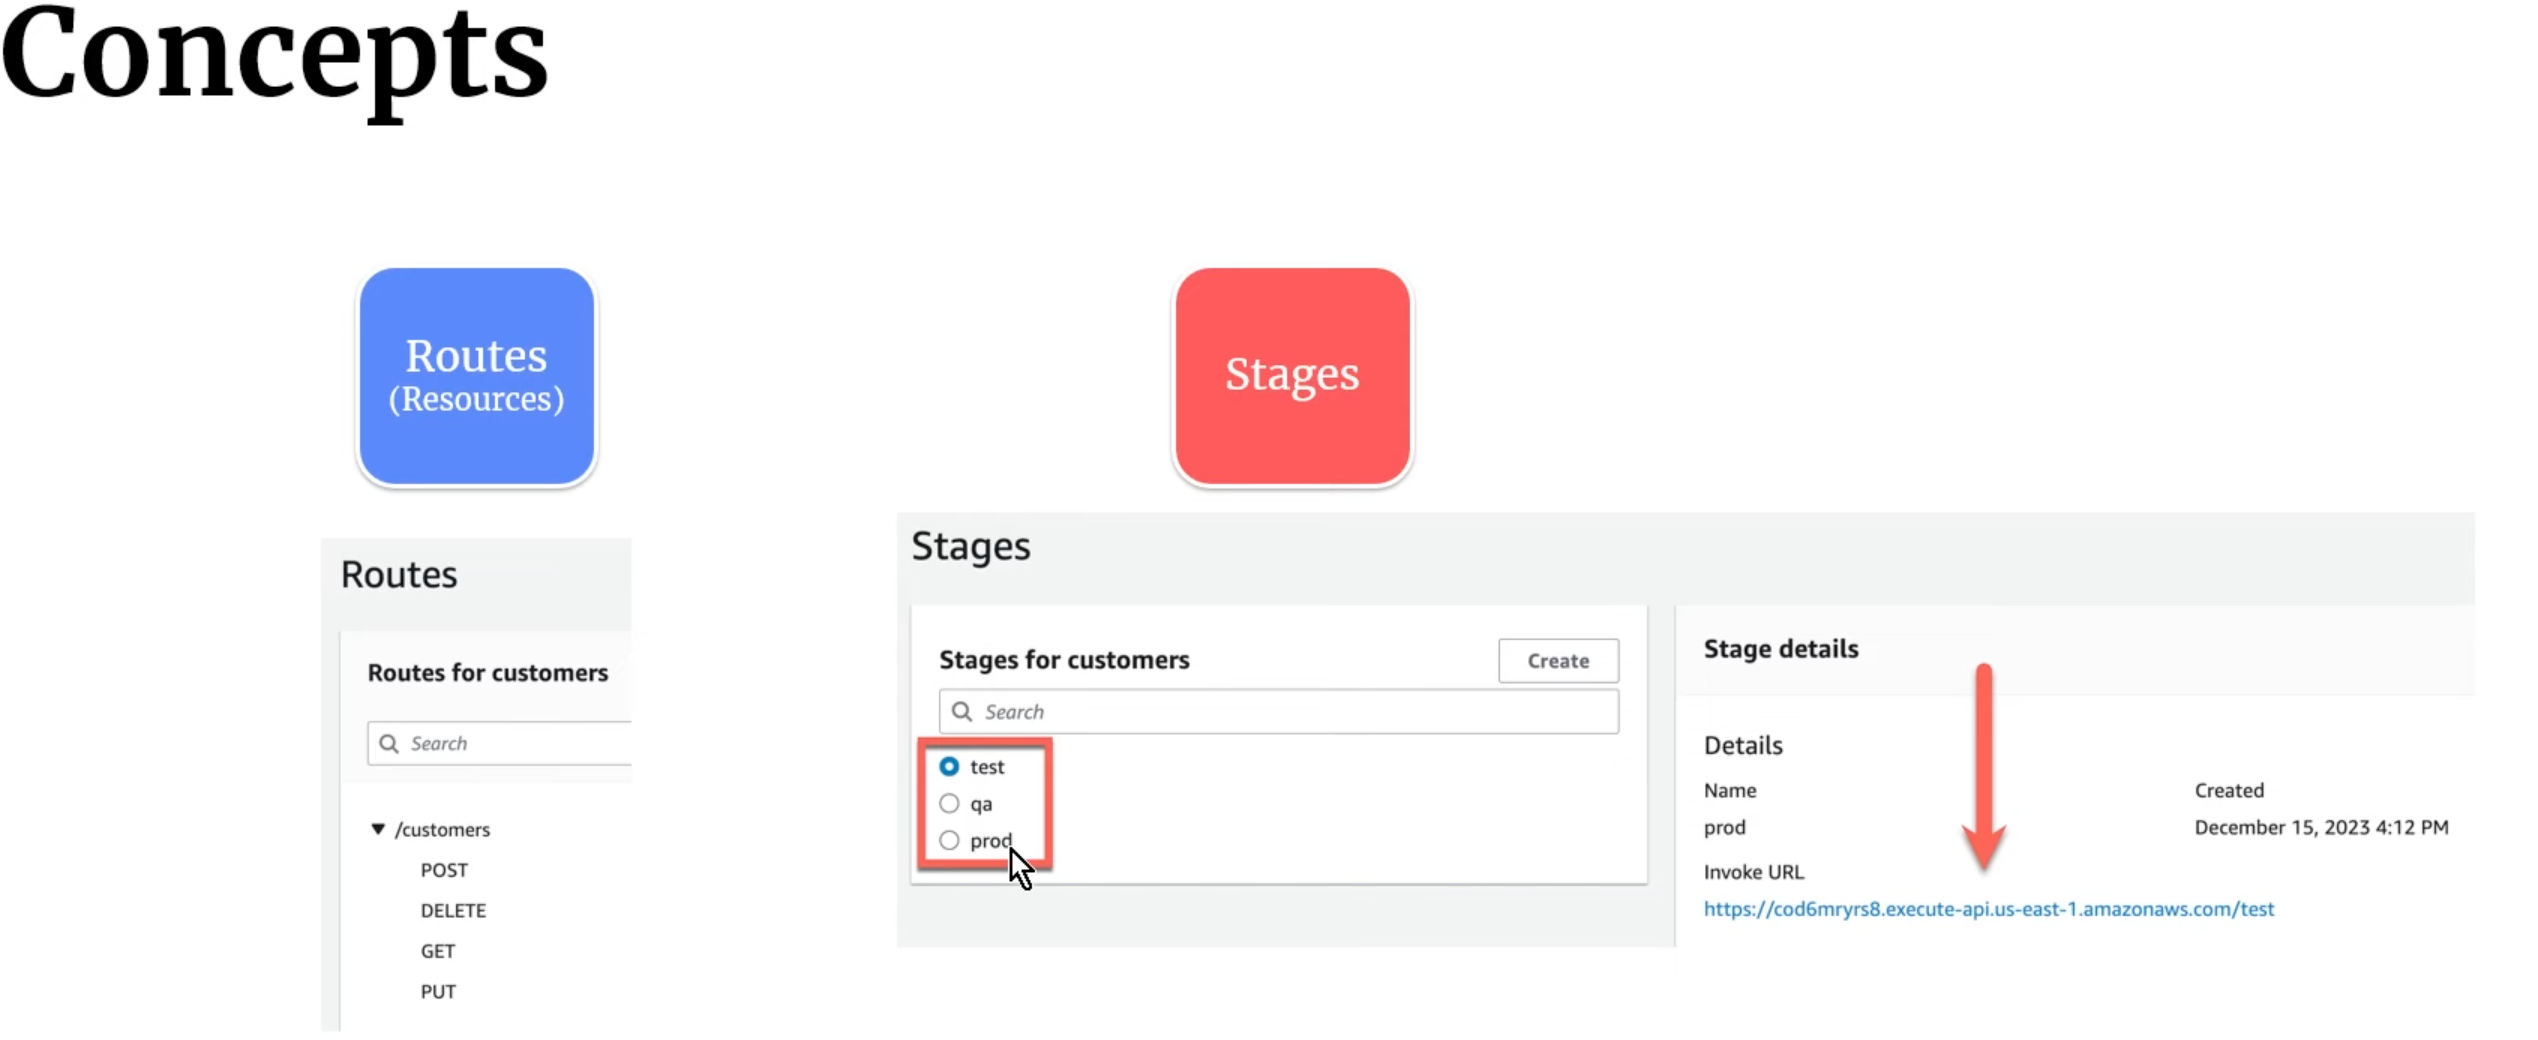 Concepts
Routes
(Resources)
Stages
Routes
Routes for customers
Search
/customers
POST
DELETE
GET
PUT
Stages
Stages for customers
Create
Search
test
qa
prod
Stage details
Details
Name
Created
prod
December 15, 2023 4:12 PM
Invoke URL
https://cod6mryrs8.execute-api.us-east-1.amazonaws.com/test